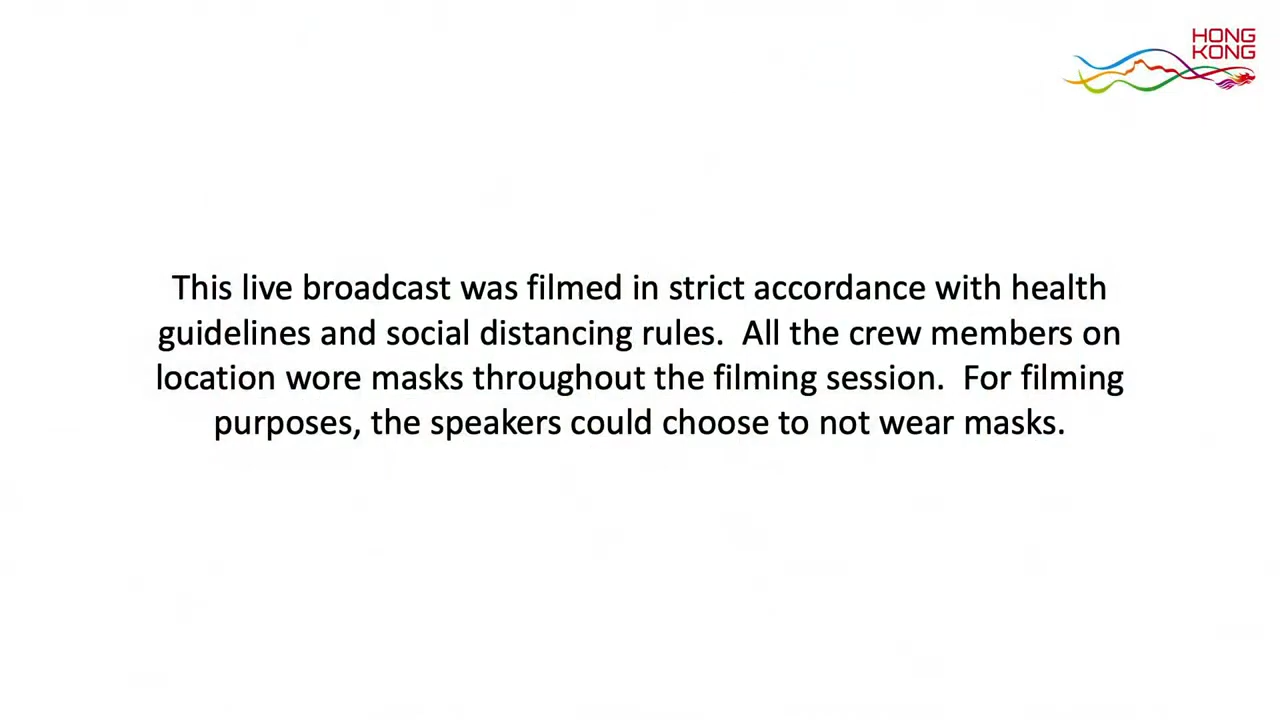 HONG
KONG
This live broadcast was filmed in strict accordance with health
guidelines and social distancing rules.  All the crew members on
location wore masks throughout the filming session.  For filming
purposes, the speakers could choose to not wear masks.